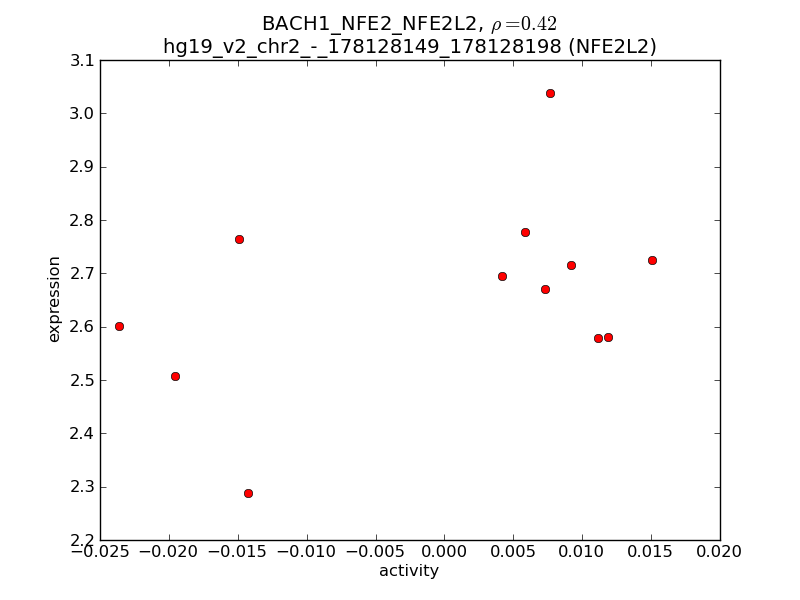 BACH1_NFE2_NFE2L2, ρ=0.42
hg19_v2_chr2_-_178128149_178128198 (NFE2L2)
3.1
3.0
2.9
2.8
2.7
2.6
2.5
2.4
2.3
2.2
expression
−0.025 −0.020 −0.015 −0.010 −0.005 0.000 0.005 0.010 0.015 0.020
activity